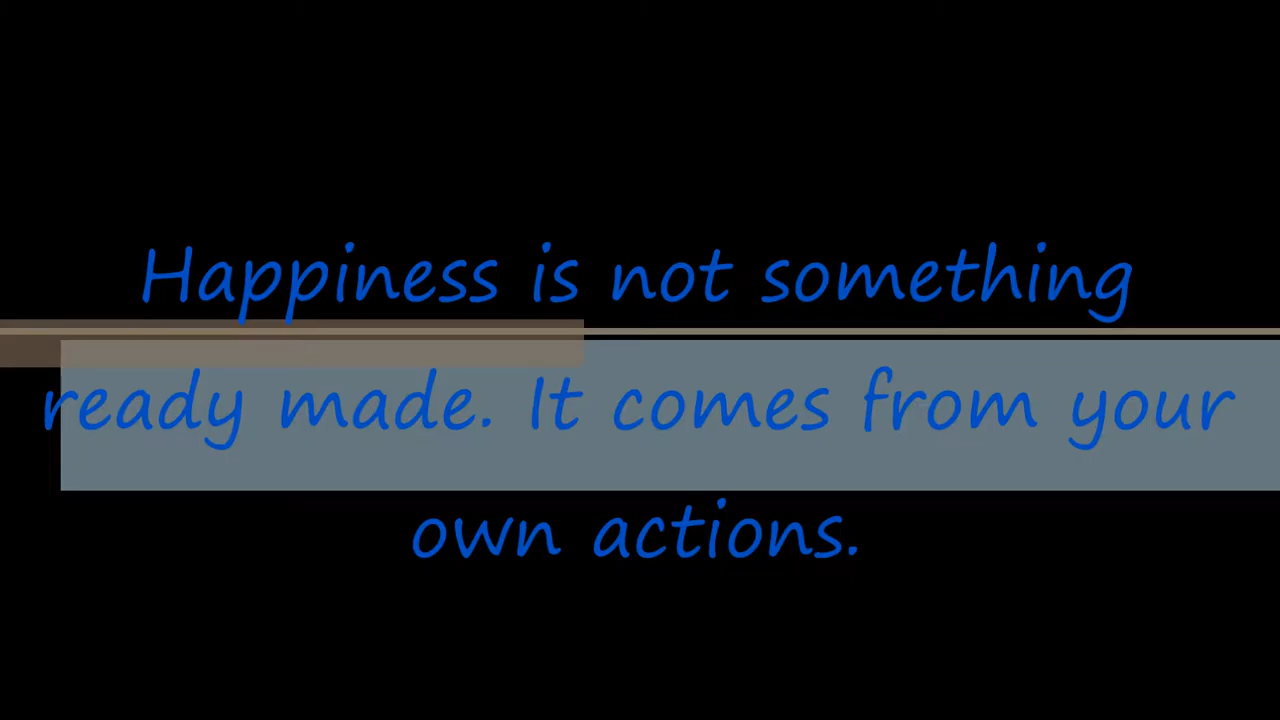 Happiness is not something
ready made. It comes from your
own actions.